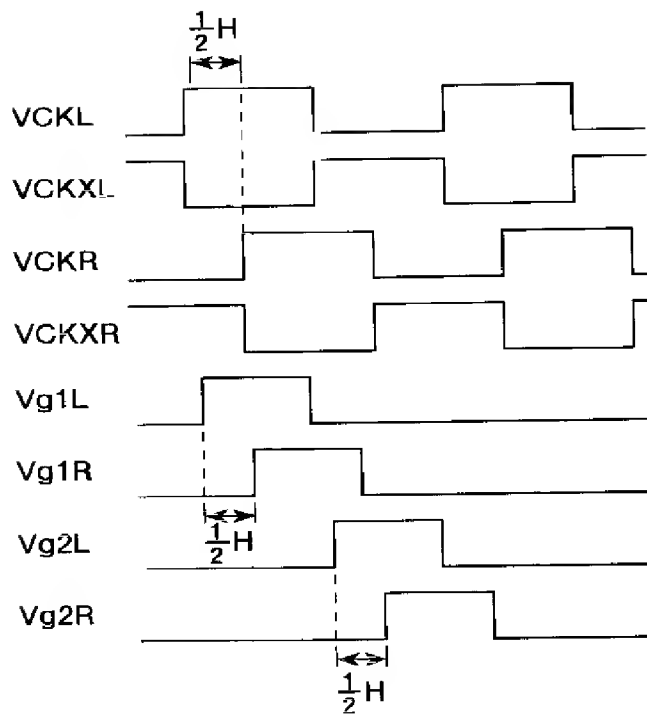 1/2 H
VCKL
VCKXL
VCKR
VCKXR
Vg1L
Vg1R
1/2 H
Vg2L
Vg2R
1/2 H